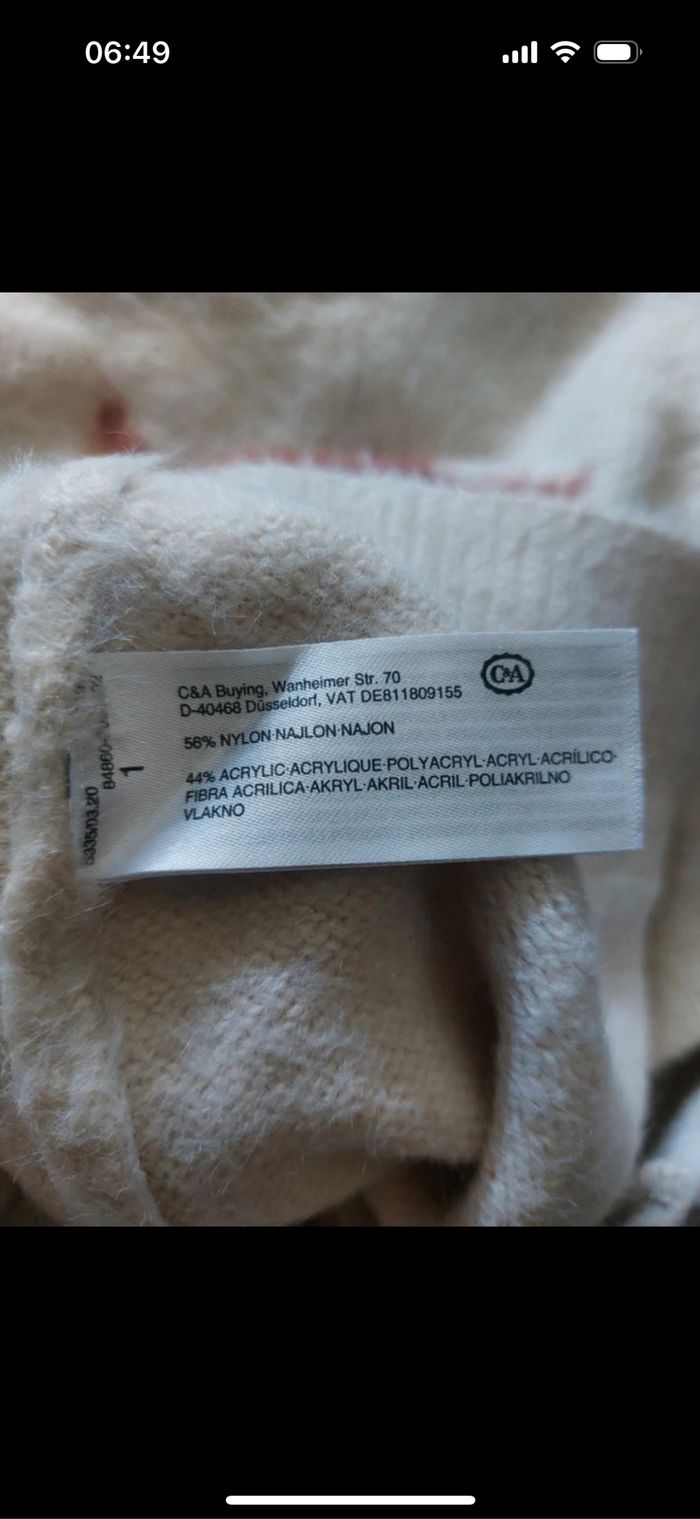 06:49
C&A Buying, Wanheimer Str. 70
D-40468 Düsseldorf, VAT DE811809155
C&A
56% NYLON·NAJLON·NAJON
44% ACRYLIC·ACRYLIQUE·POLYACRYL·ACRYL·ACRÍLICO·
FIBRA ACRILICA·AKRYL·AKRIL·ACRIL·POLIAKRILNO
VLAKNO
1